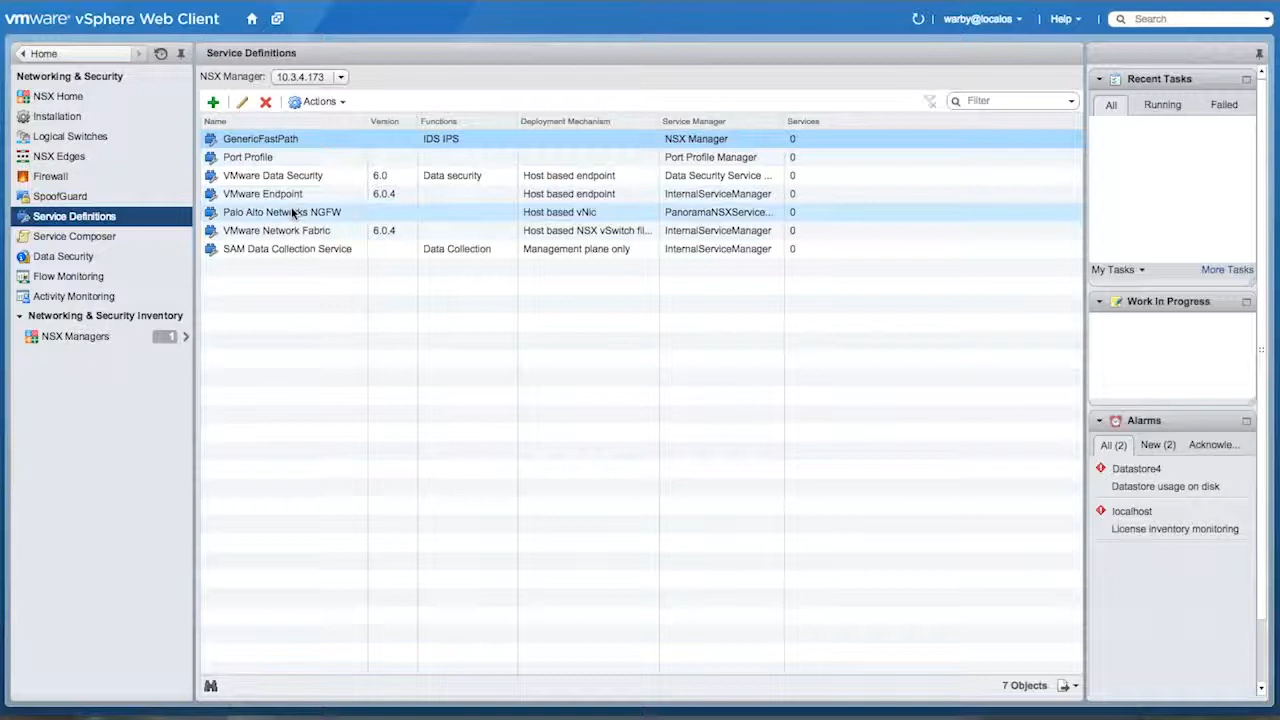 vmware® vSphere Web Client
warby@localos
Help
Search
Home
Networking & Security
NSX Home
Installation
Logical Switches
NSX Edges
Firewall
SpoofGuard
Service Definitions
Service Composer
Data Security
Flow Monitoring
Activity Monitoring
Networking & Security Inventory
NSX Managers 1
Service Definitions
NSX Manager: 10.3.4.173
Actions
Filter
Name Version Functions Deployment Mechanism Service Manager Services
GenericFastPath IDS IPS NSX Manager 0
Port Profile Port Profile Manager 0
VMware Data Security 6.0 Data security Host based endpoint Data Security Service ... 0
VMware Endpoint 6.0.4 Host based endpoint InternalServiceManager 0
Palo Alto Networks NGFW Host based vNic PanoramaNSXService... 0
VMware Network Fabric 6.0.4 Host based NSX vSwitch fil... InternalServiceManager 0
SAM Data Collection Service Data Collection Management plane only InternalServiceManager 0
7 Objects
Recent Tasks
All Running Failed
My Tasks More Tasks
Work In Progress
Alarms
All (2) New (2) Acknowle...
Datastore4
Datastore usage on disk
localhost
License inventory monitoring